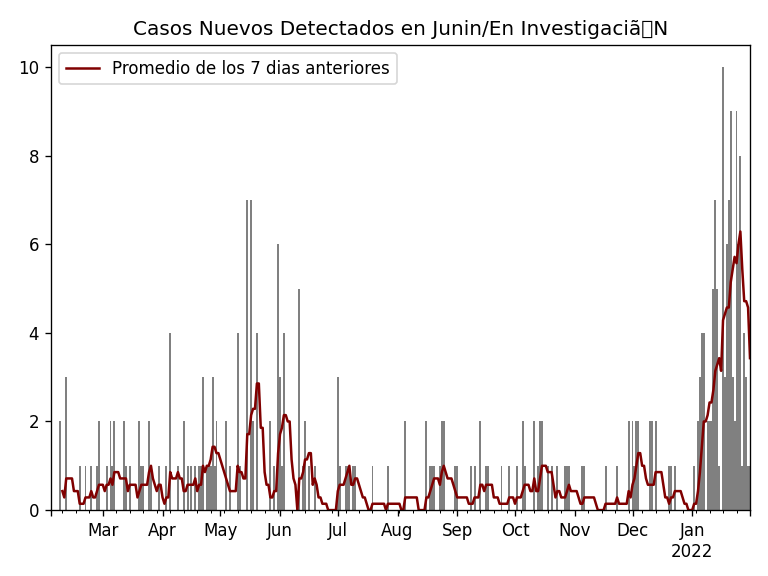 Casos Nuevos Detectados en Junin/En Investigaciã▯N
Promedio de los 7 dias anteriores
10
8
6
4
2
0
Mar Apr May Jun Jul Aug Sep Oct Nov Dec Jan
2022